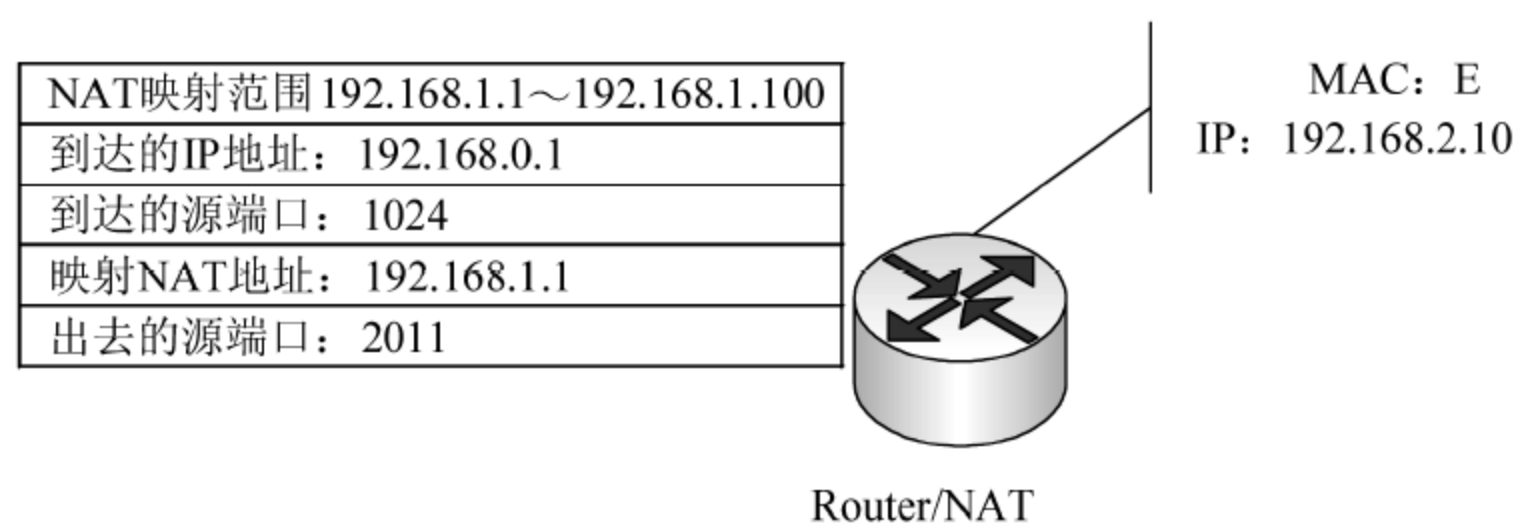 NAT映射范围192.168.1.1～192.168.1.100
到达的IP地址：192.168.0.1
到达的源端口：1024
映射NAT地址：192.168.1.1
出去的源端口：2011
MAC：E
IP：192.168.2.10
Router/NAT